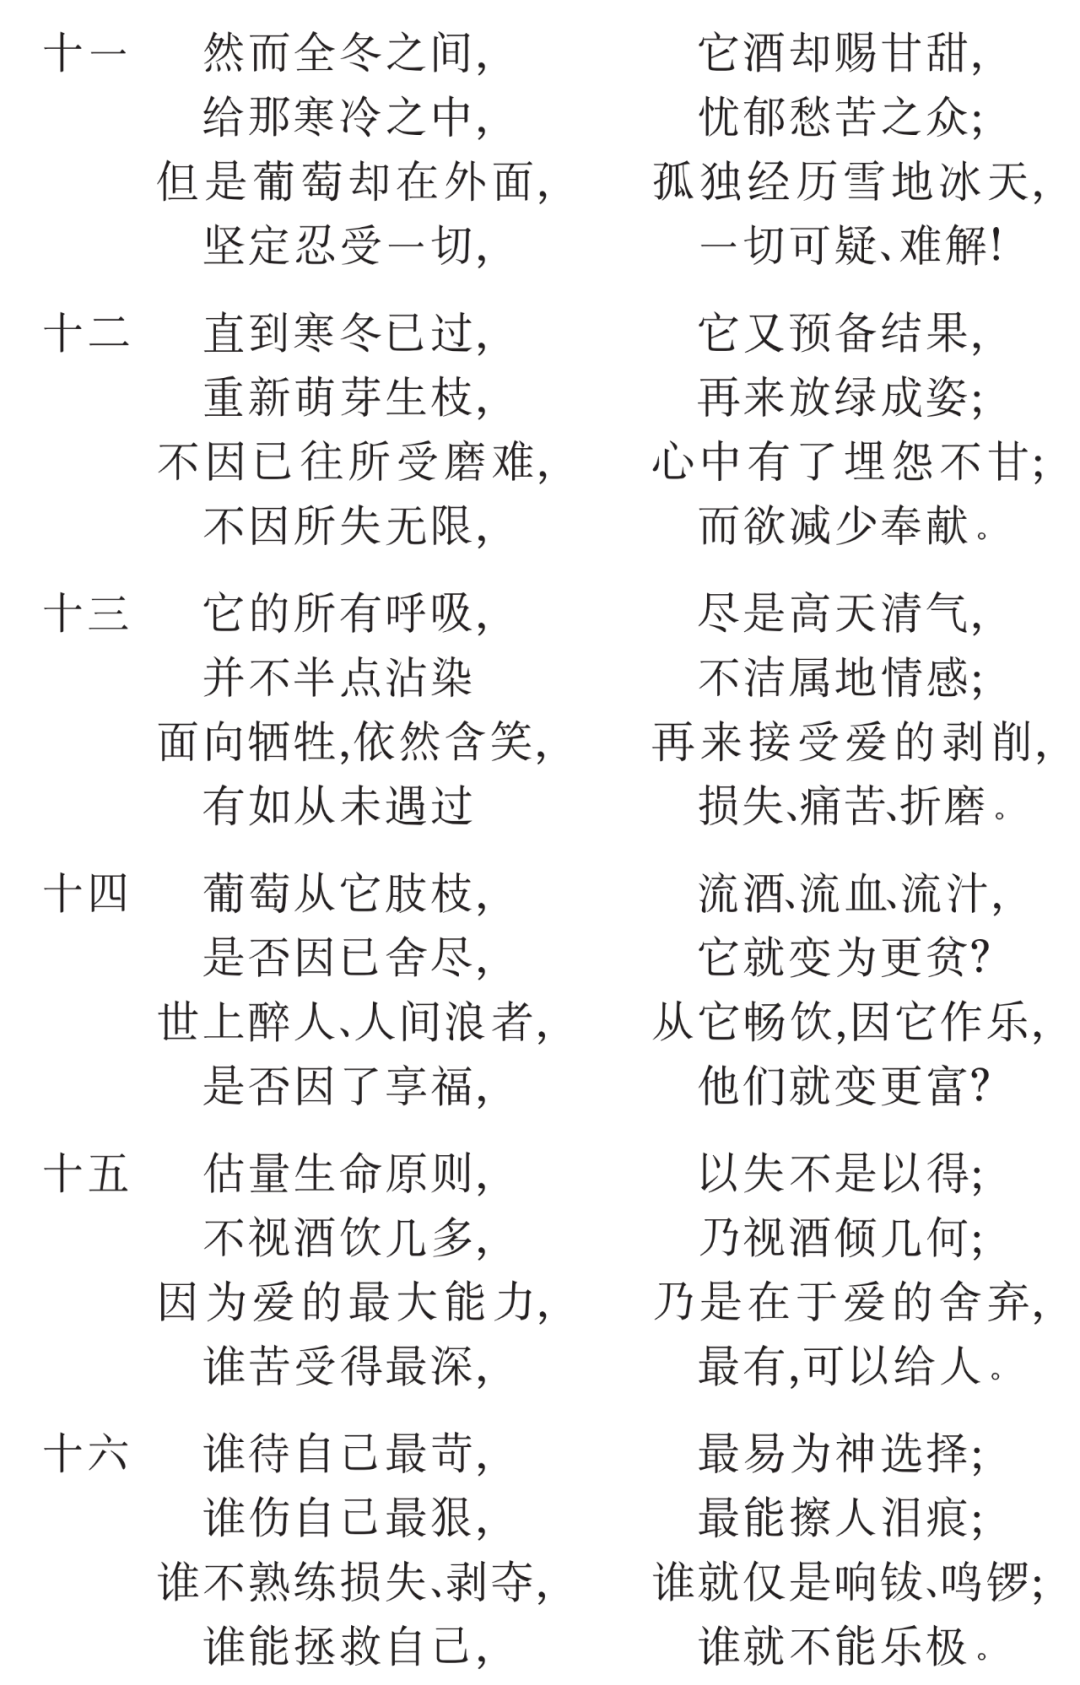 十一 然而全冬之间, 它酒却赐甘甜,
给那寒冷之中, 忧郁愁苦之众;
但是葡萄却在外面, 孤独经历雪地冰天,
坚定忍受一切, 一切可疑、难解!
十二 直到寒冬已过, 它又预备结果,
重新萌芽生枝, 再来放绿成姿;
不因已往所受磨难, 心中有了埋怨不甘;
不因所失无限, 而欲减少奉献。
十三 它的所有呼吸, 尽是高天清气,
并不半点沾染 不洁属地情感;
面向牺牲,依然含笑, 再来接受爱的剥削,
有如从未遇过 损失、痛苦、折磨。
十四 葡萄从它肢枝, 流酒、流血、流汁,
是否因已舍尽, 它就变为更贫?
世上醉人、人间浪者, 从它畅饮,因它作乐,
是否因了享福, 他们就变更富?
十五 估量生命原则, 以失不是以得;
不视酒饮几多, 乃视酒倾几何;
因为爱的最大能力, 乃是在于爱的舍弃,
谁苦受得最深, 最有,可以给人。
十六 谁待自己最苛, 最易为神选择;
谁伤自己最狠, 最能擦人泪痕;
谁不熟练损失、剥夺, 谁就仅是响钹、鸣锣;
谁能拯救自己, 谁就不能乐极。